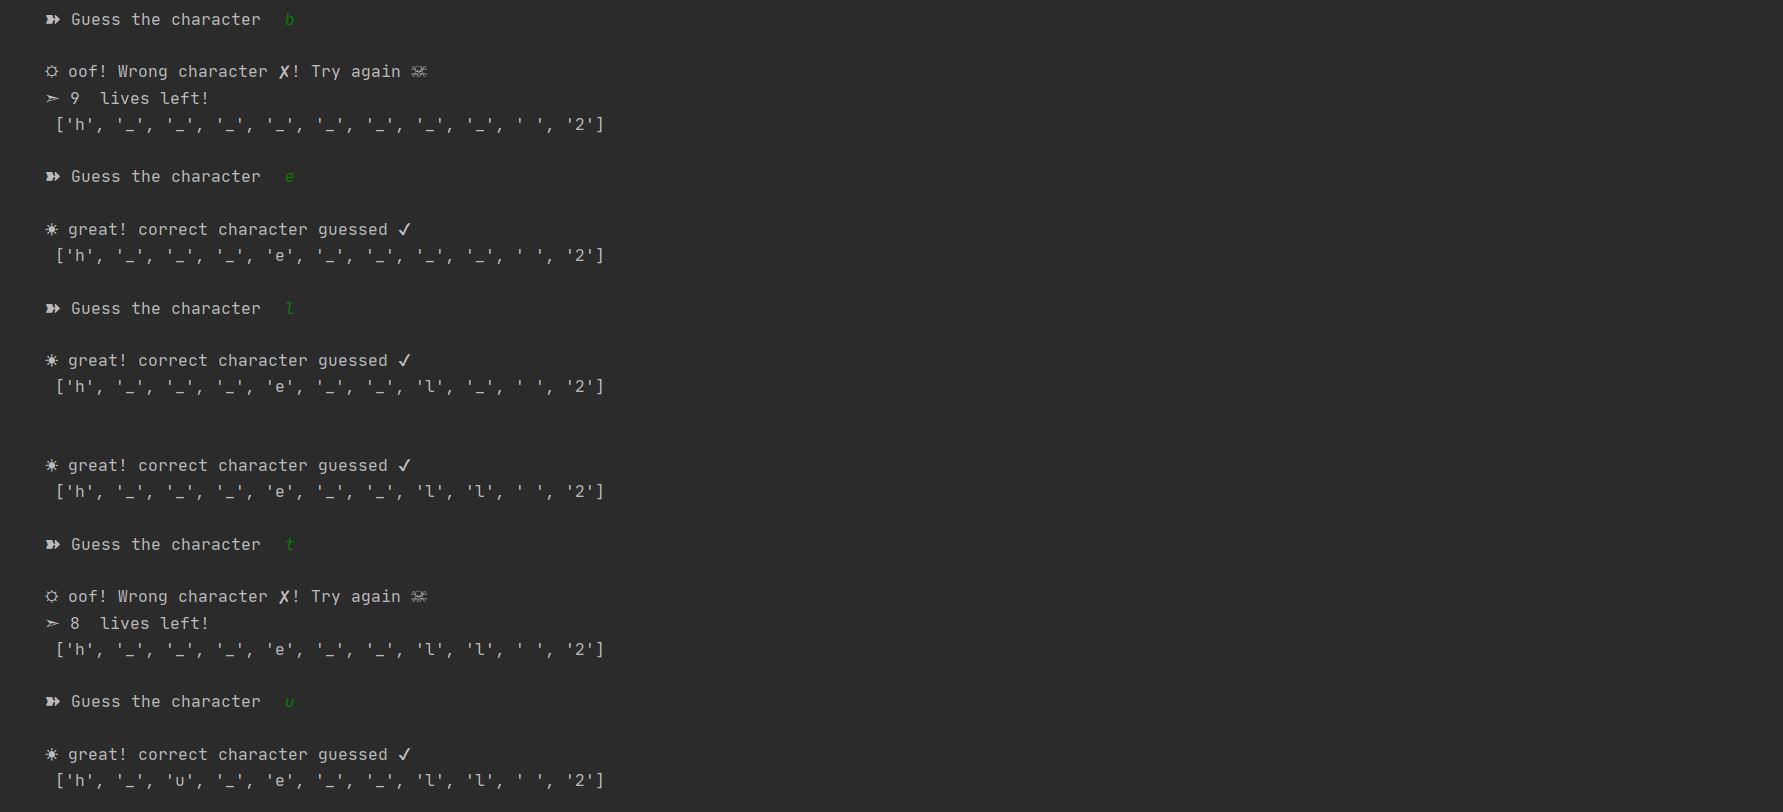 ➽ Guess the character  b
☼ oof! Wrong character ✗! Try again ☠
➣ 9  lives left!
['h', '_', '_', '_', '_', '_', '_', '_', '_', ' ', '2']
➽ Guess the character  e
☀ great! correct character guessed ✓
['h', '_', '_', '_', 'e', '_', '_', '_', '_', ' ', '2']
➽ Guess the character  l
☀ great! correct character guessed ✓
['h', '_', '_', '_', 'e', '_', '_', 'l', '_', ' ', '2']
☀ great! correct character guessed ✓
['h', '_', '_', '_', 'e', '_', '_', 'l', 'l', ' ', '2']
➽ Guess the character  t
☼ oof! Wrong character ✗! Try again ☠
➣ 8  lives left!
['h', '_', '_', '_', 'e', '_', '_', 'l', 'l', ' ', '2']
➽ Guess the character  u
☀ great! correct character guessed ✓
['h', '_', 'u', '_', 'e', '_', '_', 'l', 'l', ' ', '2']